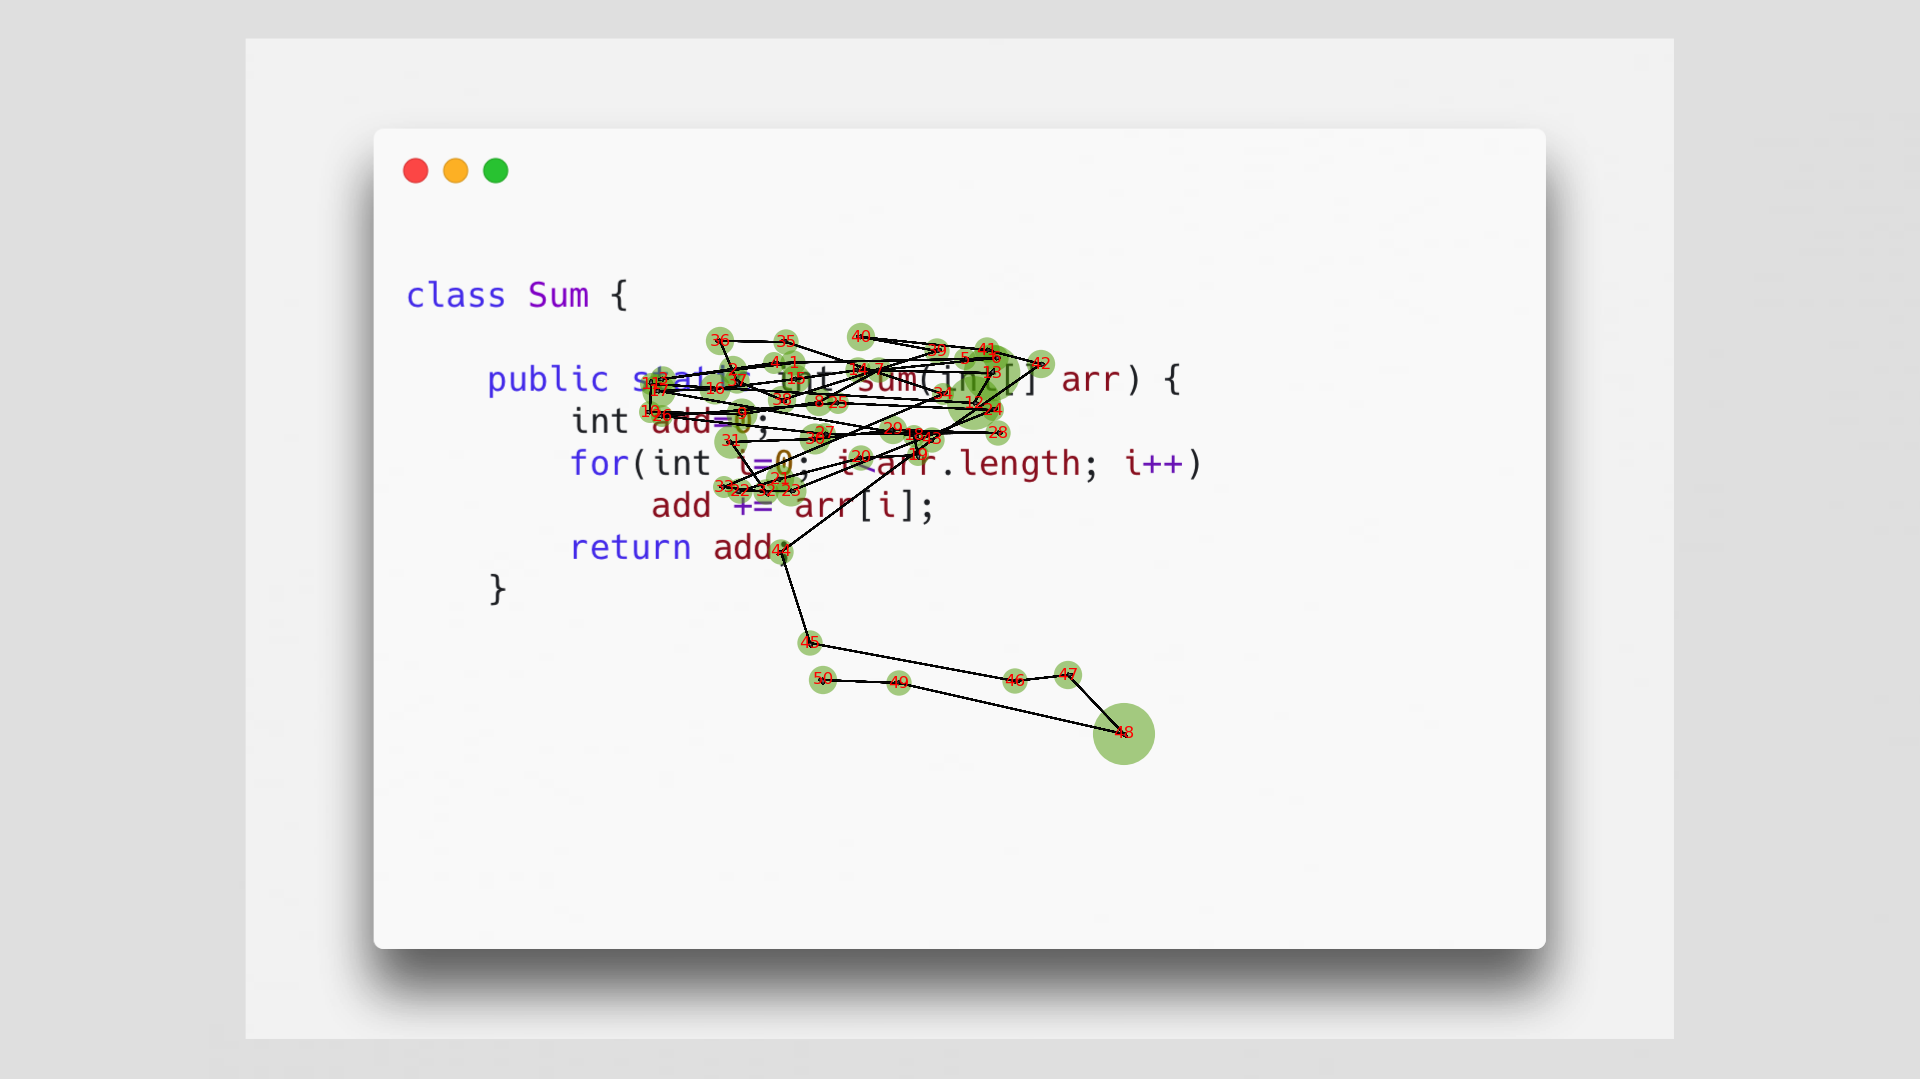 class Sum {
public static int sum(int[] arr) {
int add=0;
for(int i=0; i<arr.length; i++)
add += arr[i];
return add;
}
36 35 40 39 41 6 42
3 4 1 5
37 15 14 7 13
16
17 38 8 25 34 12 24
10 26 9
31 30 27 29 18 43 28
20 19
33 22 32 21 23
44
45
50 49 46 47
48